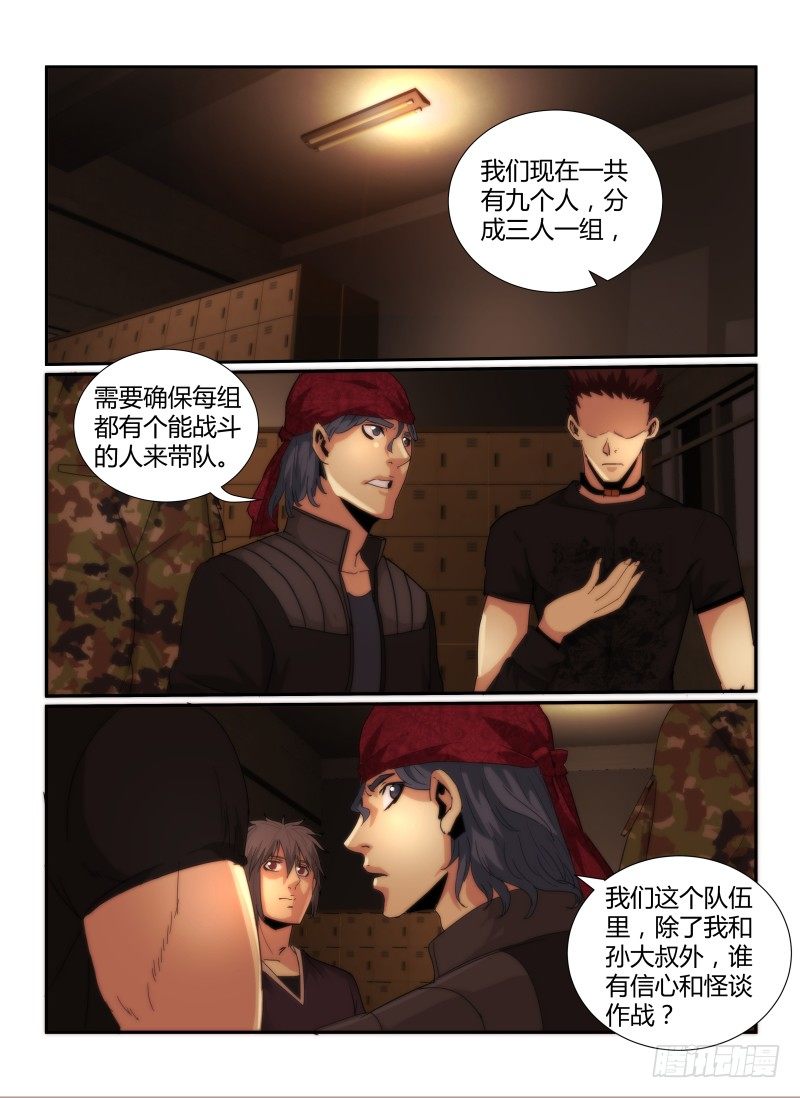 我们现在一共
有九个人，分
成三人一组，
需要确保每组
都有个能战斗
的人来带队。
我们这个队伍
里，除了我和
孙大叔外，谁
有信心和怪谈
作战？
腾讯动漫